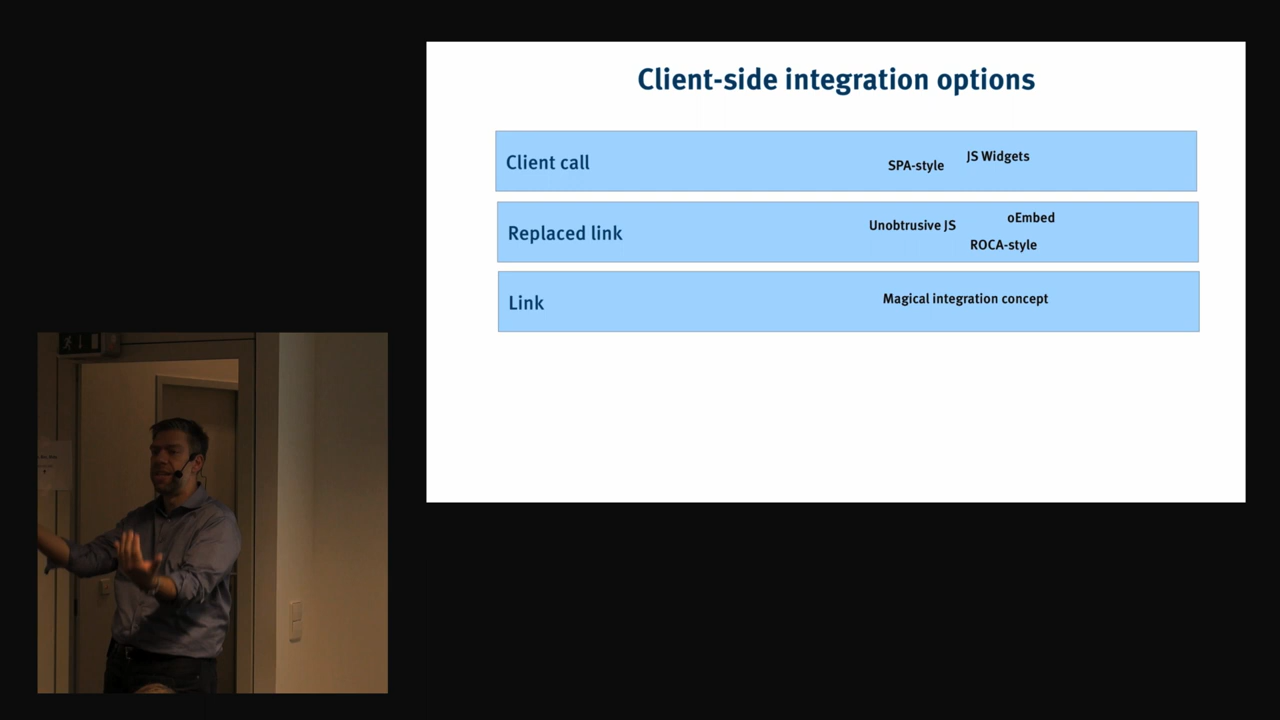 Client-side integration options
Client call
SPA-style
JS Widgets
Replaced link
Unobtrusive JS
oEmbed
ROCA-style
Link
Magical integration concept